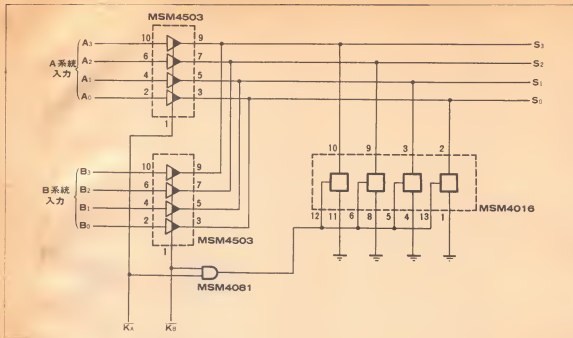 MSM4503
A系統
入力
A₃ 10 9 S₃
A₂ 6 7 S₂
A₁ 4 5 S₁
A₀ 2 3 S₀
1
B系統
入力
B₃ 10 9
B₂ 6 7
B₁ 4 5
B₀ 2 3
1
MSM4503
10 9 3 2
12 11 6 8 5 4 13 1
MSM4016
MSM4081
K̅A̅ K̅B̅